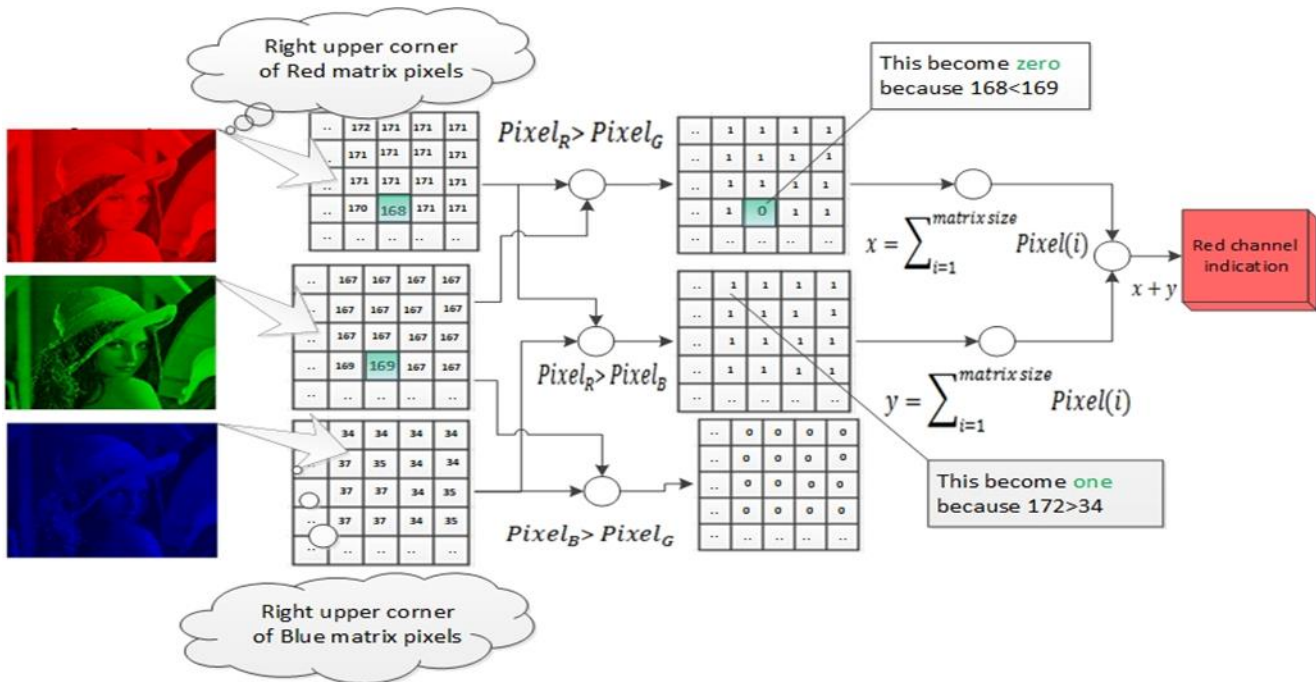 Right upper corner
of Red matrix pixels
This become zero
because 168<169
.. 172 171 171 171
.. 171 171 171 171
171 171 171 171
.. 170 168 171 171
.. .. .. .. ..
Pixel_R > Pixel_G
.. 1 1 1 1
.. 1 1 1 1
.. 1 1 1 1
.. 1 0 1 1
.. .. .. .. ..
x = ∑_{i=1}^{matrix size} Pixel(i)
x + y
Red channel
indication
.. 167 167 167 167
167 167 167 167
.. 167 167 167 167
.. 169 169 167 167
.. .. .. .. ..
Pixel_R > Pixel_B
.. 1 1 1 1
.. 1 1 1 1
.. 1 1 1 1
.. 1 1 1 1
.. .. .. .. ..
y = ∑_{i=1}^{matrix size} Pixel(i)
.. 34 34 34 34
.. 37 35 34 34
.. 37 37 34 35
.. 37 37 34 35
.. .. .. .. ..
Pixel_B > Pixel_G
.. 0 0 0 0
.. 0 0 0 0
.. 0 0 0 0
.. 0 0 0 0
.. .. .. .. ..
This become one
because 172>34
Right upper corner
of Blue matrix pixels